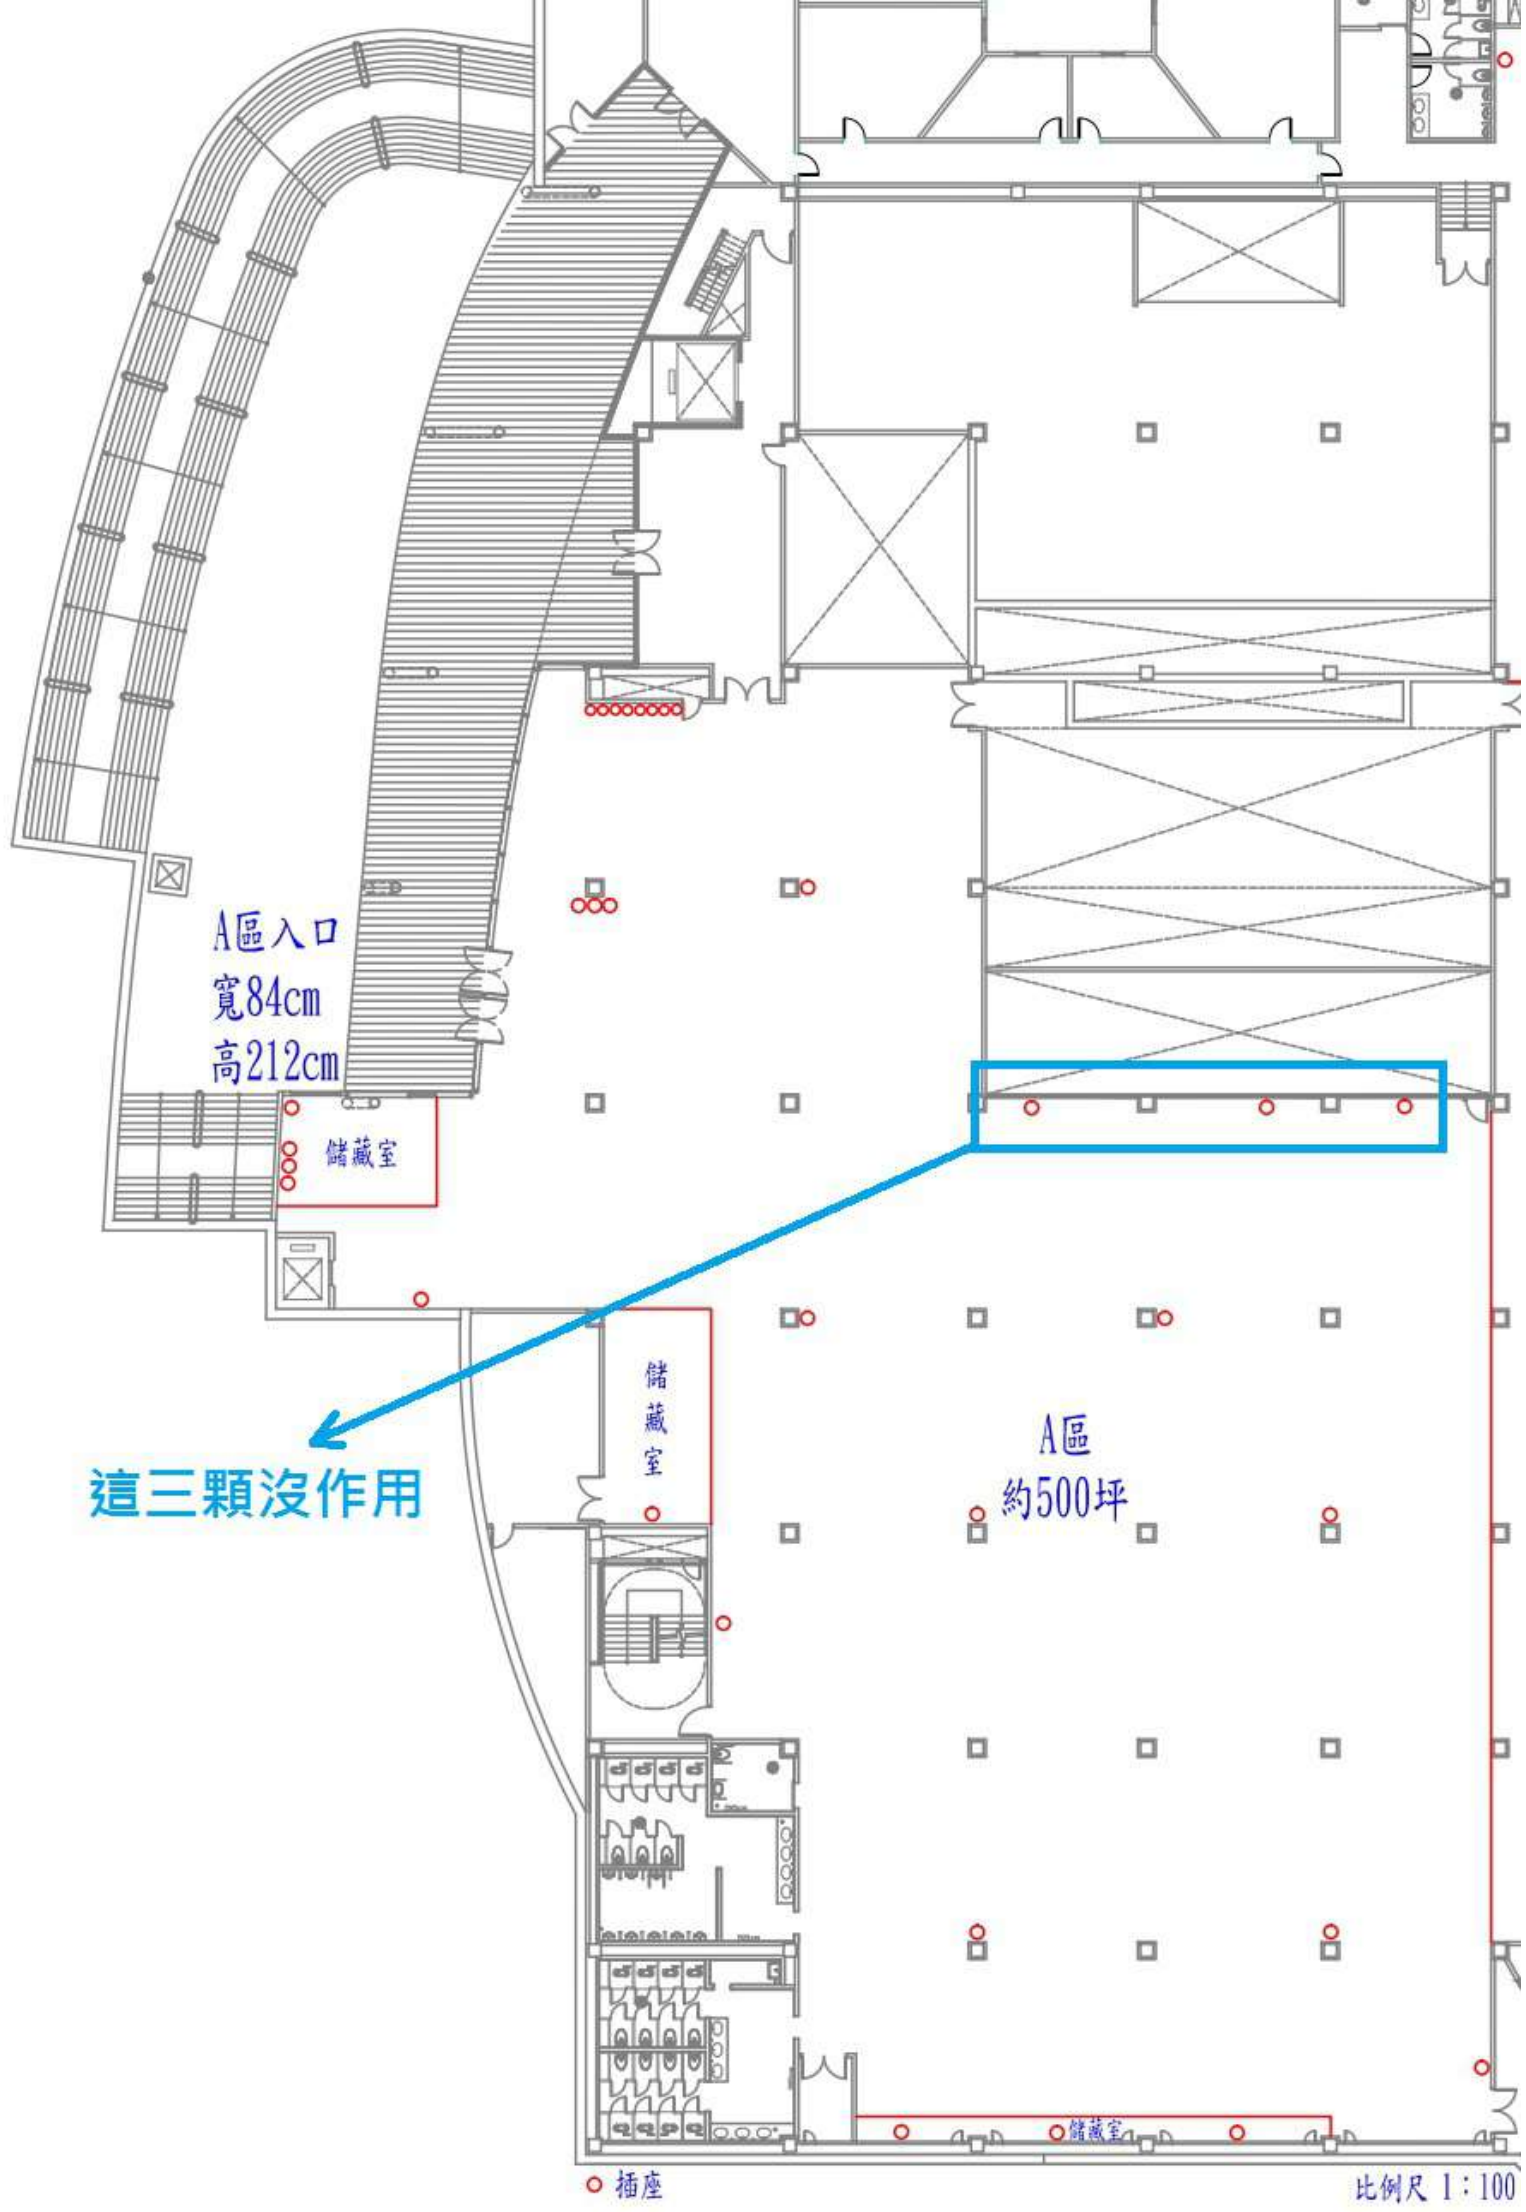 A區入口
寬84cm
高212cm
儲藏室
儲
藏
室
A區
約500坪
這三顆沒作用
儲藏室
插座
比例尺 1:100